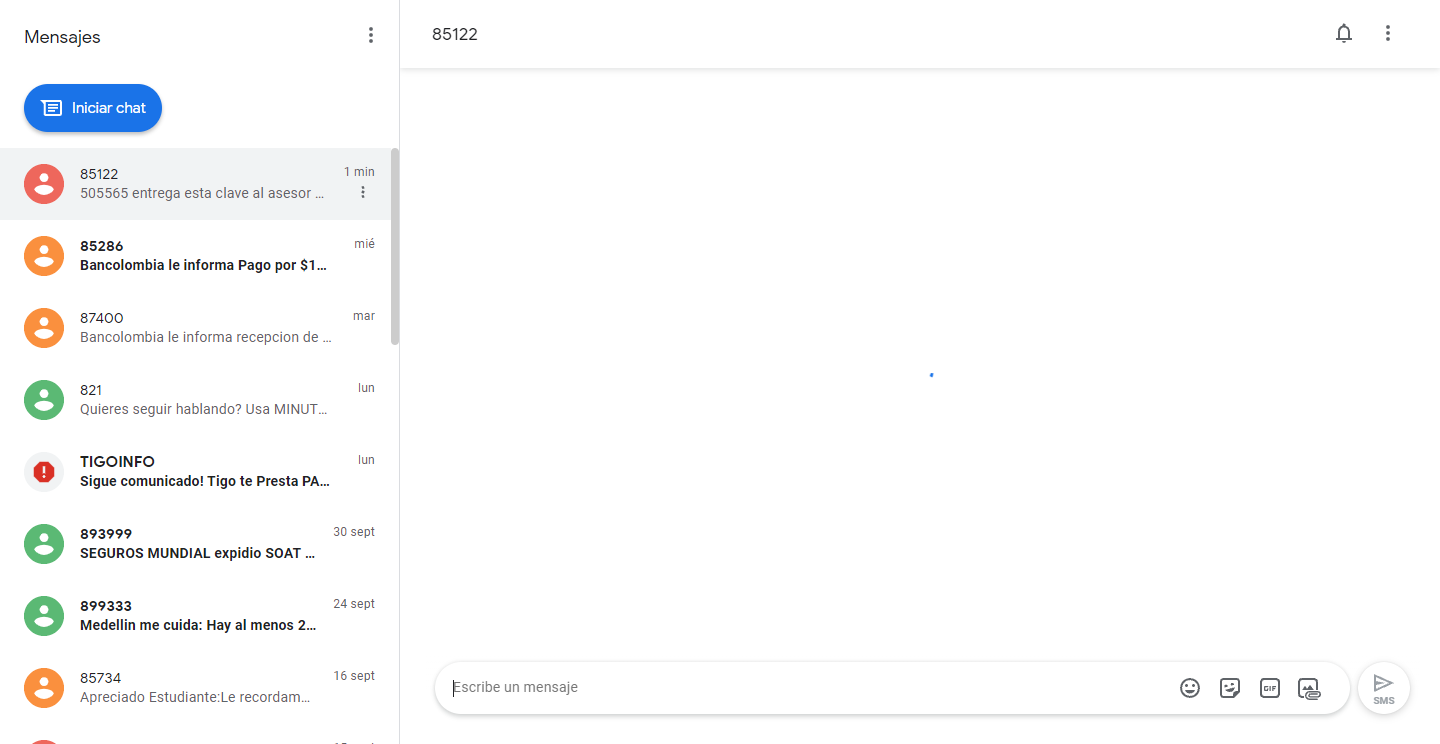 Mensajes
Iniciar chat
85122
1 min
505565 entrega esta clave al asesor ...
85286
mié
Bancolombia le informa Pago por $1...
87400
mar
Bancolombia le informa recepcion de ...
821
lun
Quieres seguir hablando? Usa MINUT...
TIGOINFO
lun
Sigue comunicado! Tigo te Presta PA...
893999
30 sept
SEGUROS MUNDIAL expidio SOAT ...
899333
24 sept
Medellin me cuida: Hay al menos 2...
85734
16 sept
Apreciado Estudiante:Le recordam...
85122
Escribe un mensaje
GIF
SMS